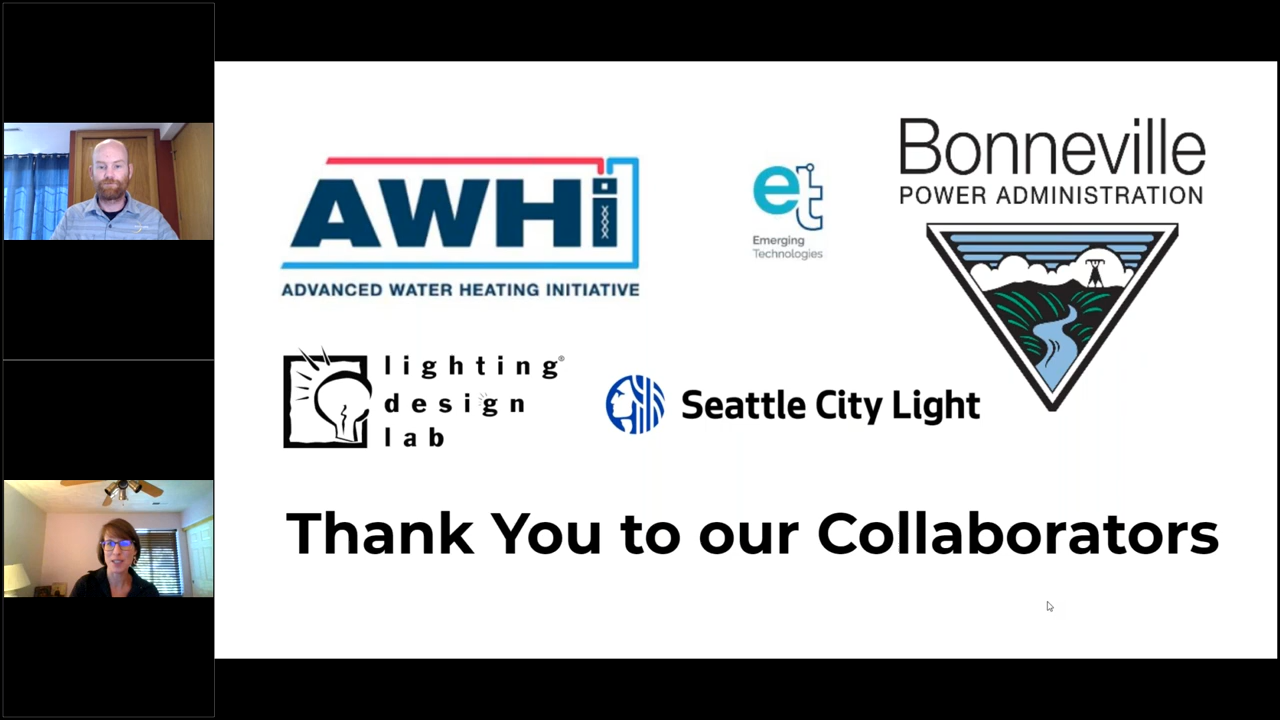 AWHi
ADVANCED WATER HEATING INITIATIVE
et
Emerging
Technologies
Bonneville
POWER ADMINISTRATION
lighting®
design
lab
Seattle City Light
Thank You to our Collaborators